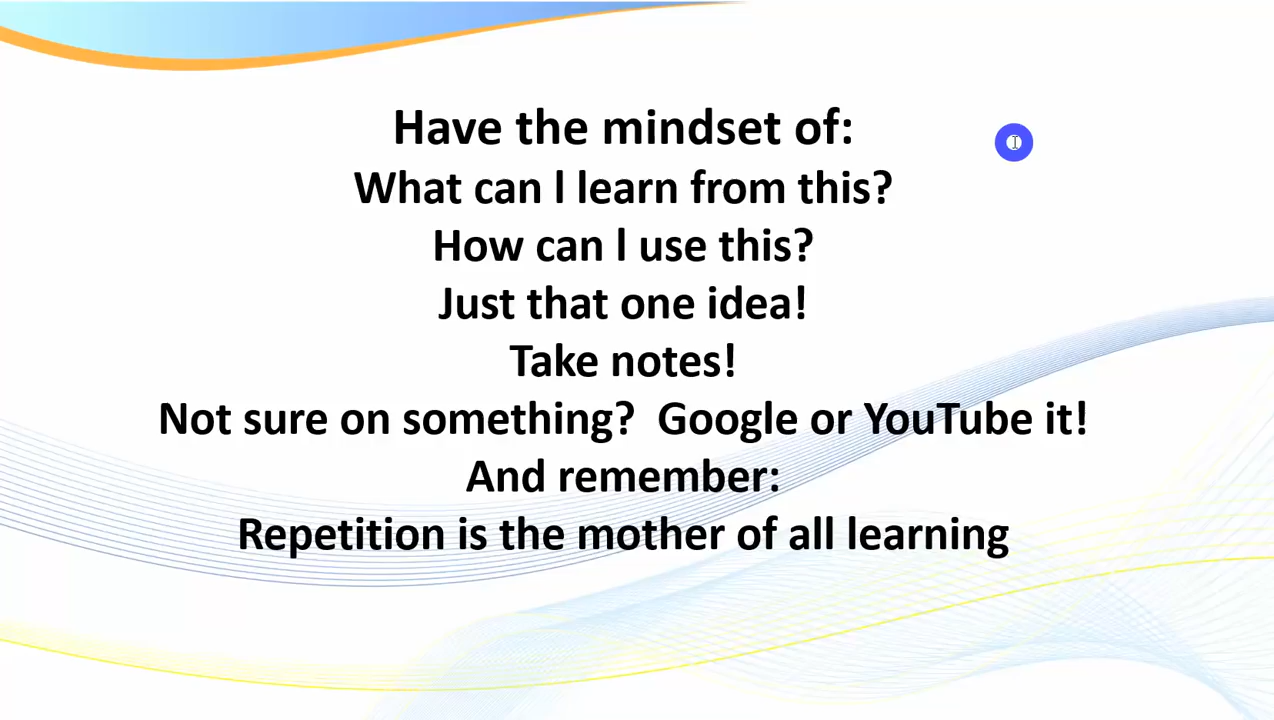 Have the mindset of:
What can I learn from this?
How can I use this?
Just that one idea!
Take notes!
Not sure on something?  Google or YouTube it!
And remember:
Repetition is the mother of all learning